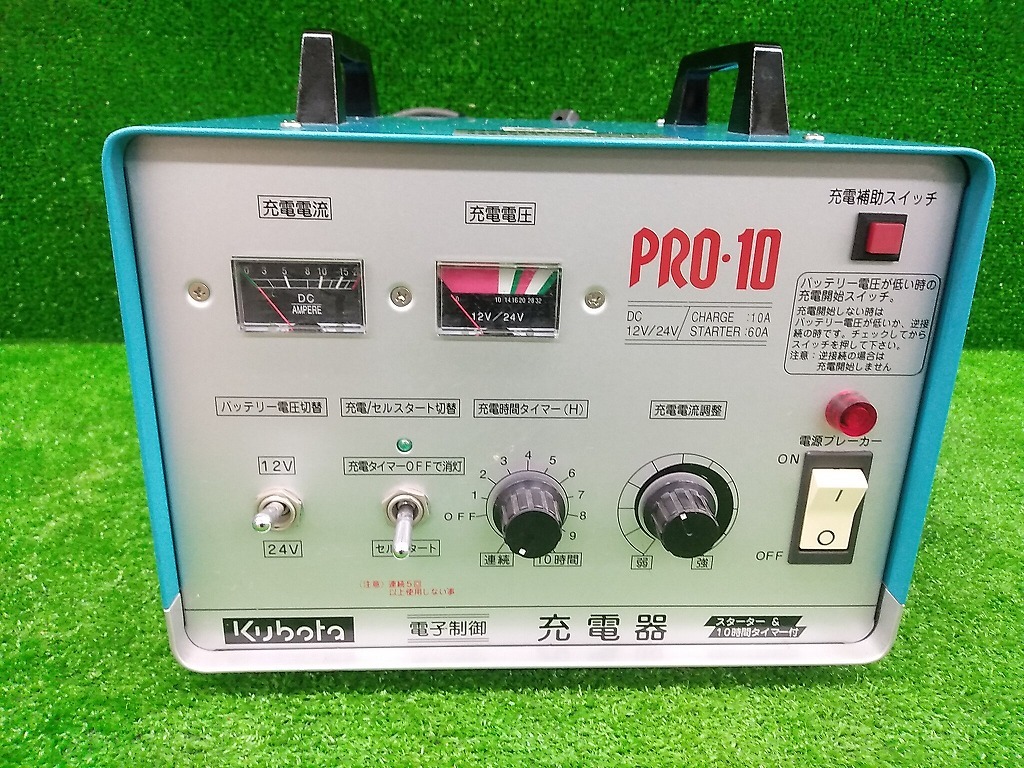 充電電流
充電電圧
充電補助スイッチ
0 3 5 8 10 15
DC
AMPERE
0 10 14 16 20 28 32
12V/24V
PRO·10
DC
12V/24V
CHARGE :10A
STARTER:60A
バッテリー電圧が低い時の
充電開始スイッチ。
充電開始しない時は
バッテリー電圧が低いか、逆接
続の時です。チェックしてから
スイッチを押して下さい。
注意:逆接続の場合は
充電開始しません
バッテリー電圧切替
充電/セルスタート切替
充電時間タイマー(H)
充電電流調整
電源ブレーカー
12V
24V
充電タイマーOFFで消灯
セルスタート
OFF 1 2 3 4 5 6 7 8 9
連続
10時間
弱
強
ON
OFF
(注意)連続5回
以上使用しない事
Kubota
電子制御
充電器
スターター &
10時間タイマー付